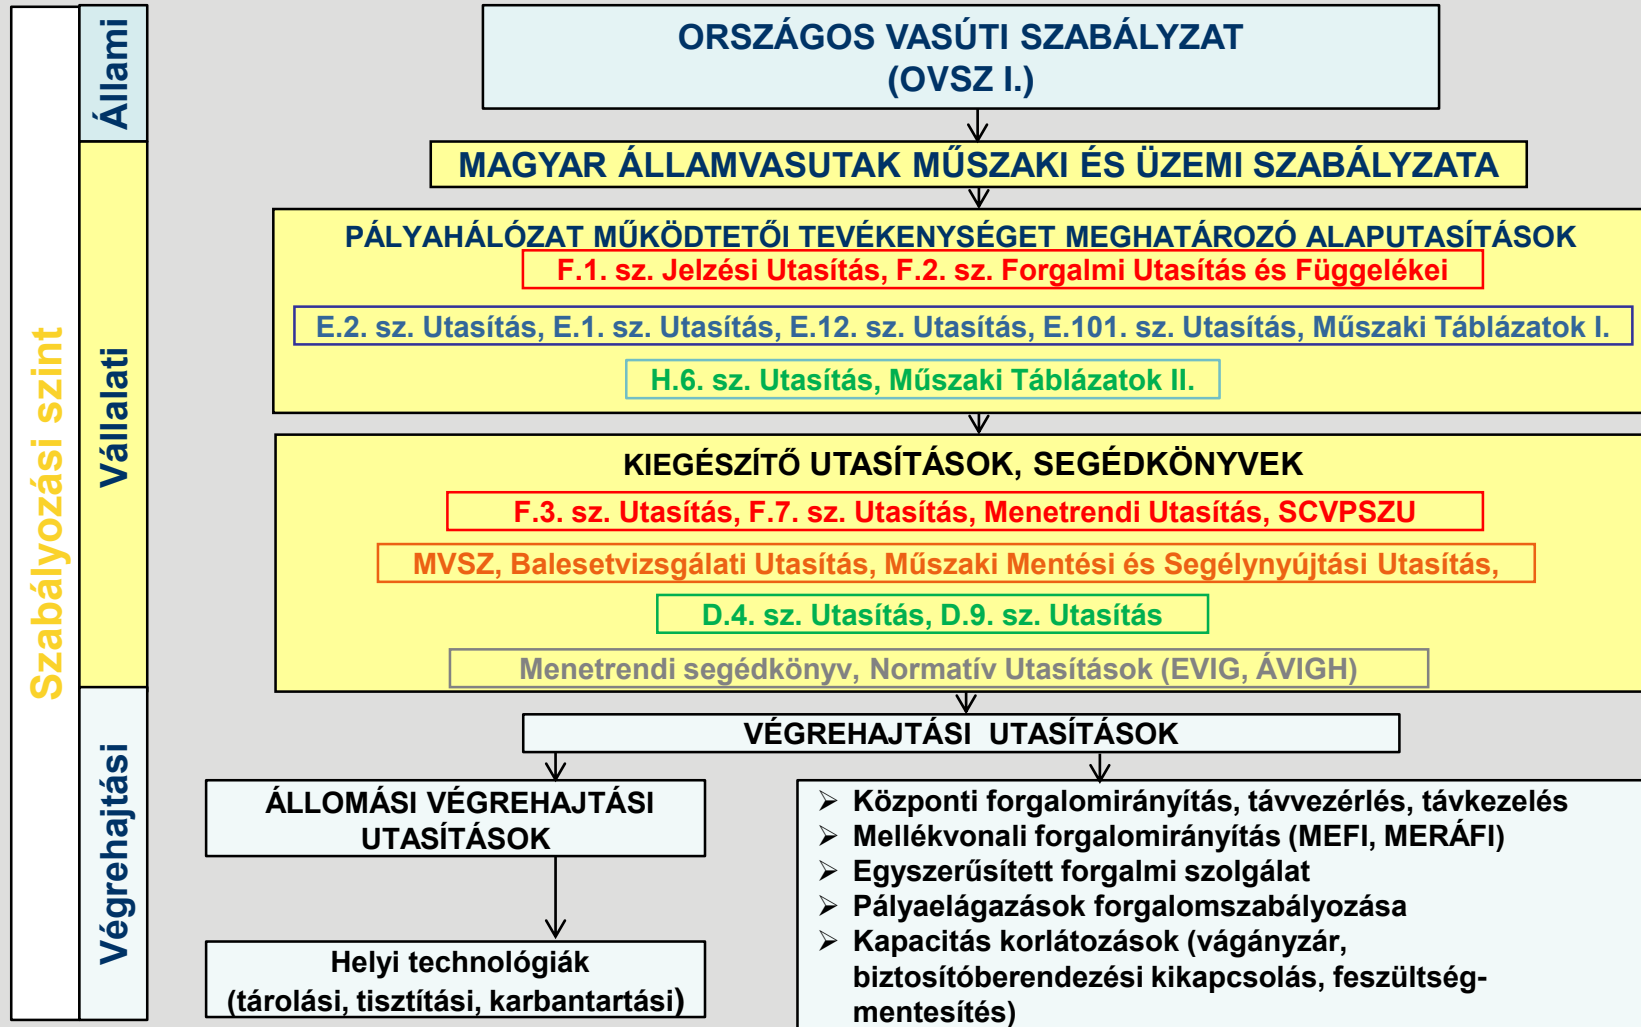 Szabályozási szint
Állami
Vállalati
Végrehajtási
ORSZÁGOS VASÚTI SZABÁLYZAT
(OVSZ I.)
MAGYAR ÁLLAMVASUTAK MŰSZAKI ÉS ÜZEMI SZABÁLYZATA
PÁLYAHÁLÓZAT MŰKÖDTETŐI TEVÉKENYSÉGET MEGHATÁROZÓ ALAPUTASÍTÁSOK
F.1. sz. Jelzési Utasítás, F.2. sz. Forgalmi Utasítás és Függelékei
E.2. sz. Utasítás, E.1. sz. Utasítás, E.12. sz. Utasítás, E.101. sz. Utasítás, Műszaki Táblázatok I.
H.6. sz. Utasítás, Műszaki Táblázatok II.
KIEGÉSZÍTŐ UTASÍTÁSOK, SEGÉDKÖNYVEK
F.3. sz. Utasítás, F.7. sz. Utasítás, Menetrendi Utasítás, SCVPSZU
MVSZ, Balesetvizsgálati Utasítás, Műszaki Mentési és Segélynyújtási Utasítás,
D.4. sz. Utasítás, D.9. sz. Utasítás
Menetrendi segédkönyv, Normatív Utasítások (EVIG, ÁVIGH)
VÉGREHAJTÁSI UTASÍTÁSOK
ÁLLOMÁSI VÉGREHAJTÁSI
UTASÍTÁSOK
Helyi technológiák
(tárolási, tisztítási, karbantartási)
➢ Központi forgalomirányítás, távvezérlés, távkezelés
➢ Mellékvonali forgalomirányítás (MEFI, MERÁFI)
➢ Egyszerűsített forgalmi szolgálat
➢ Pályaelágazások forgalomszabályozása
➢ Kapacitás korlátozások (vágányzár,
biztosítóberendezési kikapcsolás, feszültség-
mentesítés)